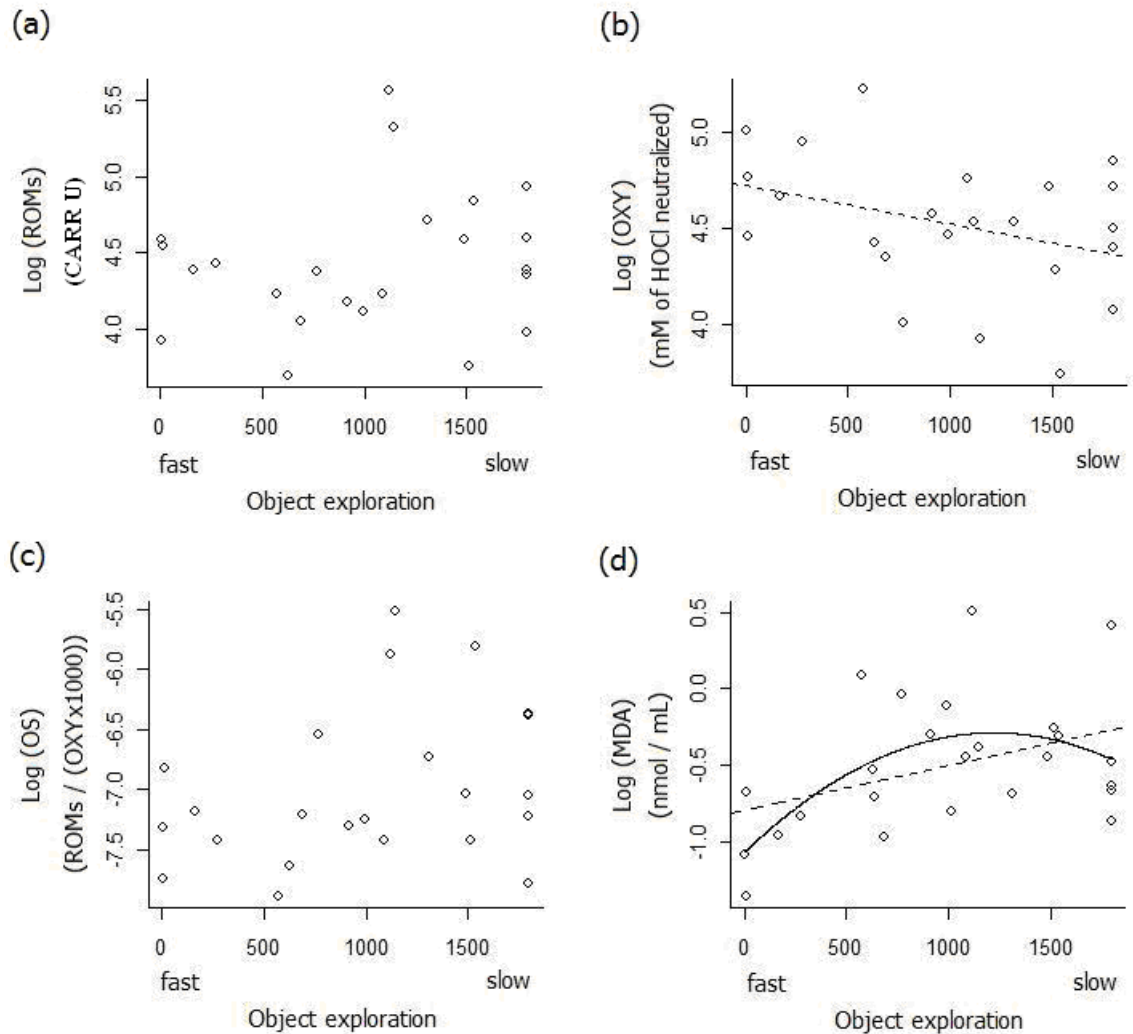 (a)
Log (ROMs)
(CARR U)
5.5
5.0
4.5
4.0
0 500 1000 1500
fast slow
Object exploration
(b)
Log (OXY)
(mM of HOCl neutralized)
5.0
4.5
4.0
0 500 1000 1500
fast slow
Object exploration
(c)
Log (OS)
(ROMs / (OXYx1000))
-5.5
-6.0
-6.5
-7.0
-7.5
0 500 1000 1500
fast slow
Object exploration
(d)
Log (MDA)
(nmol / mL)
0.5
0.0
-0.5
-1.0
0 500 1000 1500
fast slow
Object exploration